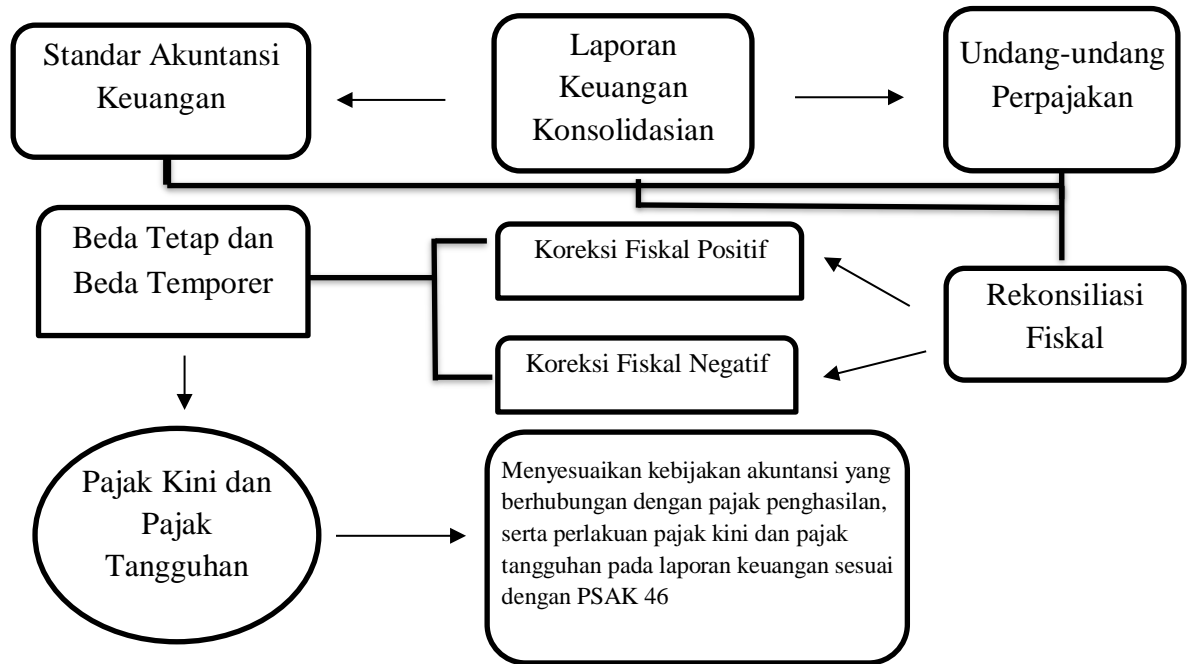 Standar Akuntansi
Keuangan
Laporan
Keuangan
Konsolidasian
Undang-undang
Perpajakan
Beda Tetap dan
Beda Temporer
Koreksi Fiskal Positif
Koreksi Fiskal Negatif
Rekonsiliasi
Fiskal
Pajak Kini dan
Pajak
Tangguhan
Menyesuaikan kebijakan akuntansi yang
berhubungan dengan pajak penghasilan,
serta perlakuan pajak kini dan pajak
tangguhan pada laporan keuangan sesuai
dengan PSAK 46